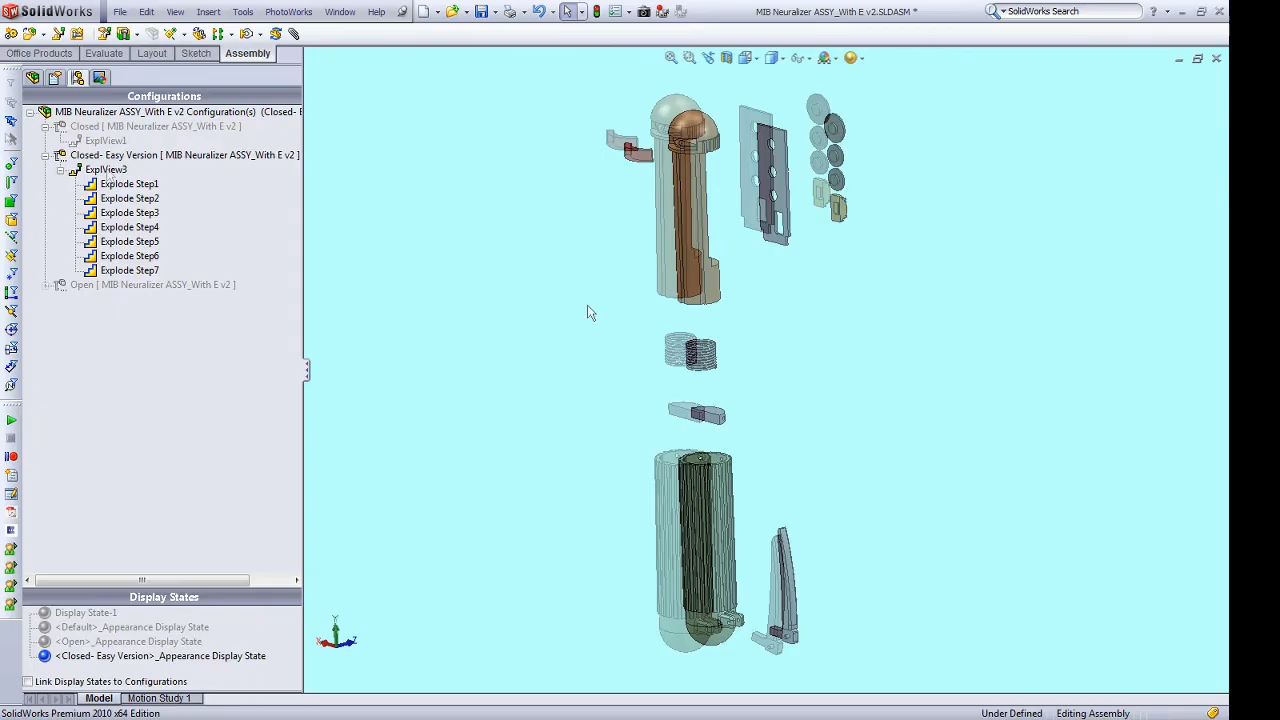 SolidWorks File Edit View Insert Tools PhotoWorks Window Help MIB Neuralizer ASSY_With E v2.SLDASM * SolidWorks Search
Office Products Evaluate Layout Sketch Assembly
Configurations
MIB Neuralizer ASSY_With E v2 Configuration(s) (Closed- E
Closed [ MIB Neuralizer ASSY_With E v2 ]
ExplView1
Closed- Easy Version [ MIB Neuralizer ASSY_With E v2 ]
ExplView3
Explode Step1
Explode Step2
Explode Step3
Explode Step4
Explode Step5
Explode Step6
Explode Step7
Open [ MIB Neuralizer ASSY_With E v2 ]
Display States
Display State-1
<Default>_Appearance Display State
<Open>_Appearance Display State
<Closed- Easy Version>_Appearance Display State
Link Display States to Configurations
Y
X Z
Model Motion Study 1
SolidWorks Premium 2010 x64 Edition Under Defined Editing Assembly